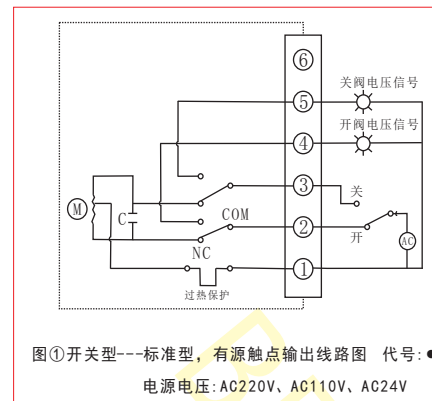 ⑥
⑤ 关阀电压信号
④ 开阀电压信号
③ 关
M C COM ② 开 AC
NC
①
过热保护
图①开关型---标准型，有源触点输出线路图 代号:
电源电压:AC220V、AC110V、AC24V